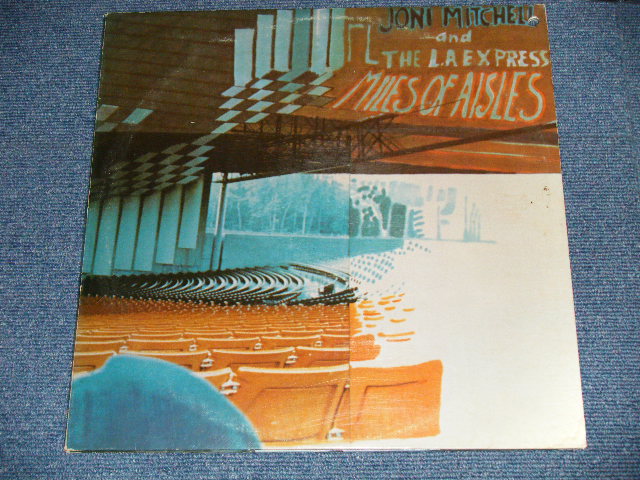 JONI MITCHELL
and
THE L.A EXPRESS
MILES OF AISLES